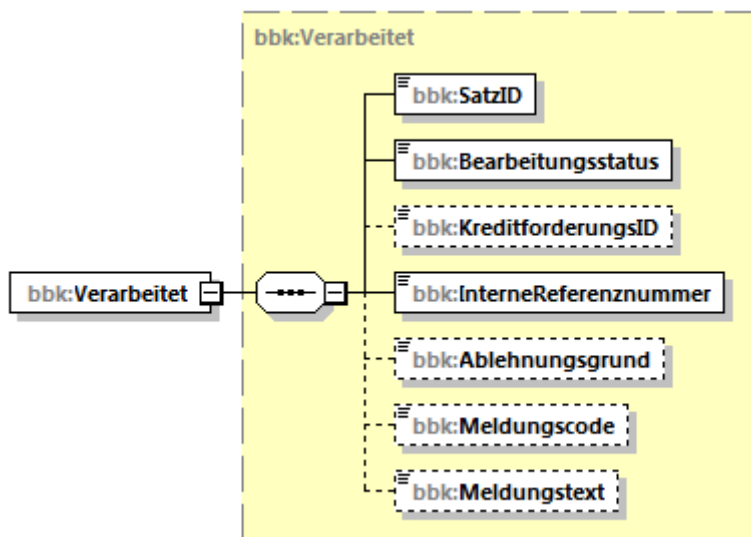 bbk:Verarbeitet
bbk:SatzID
bbk:Bearbeitungsstatus
bbk:KreditforderungsID
bbk:Verarbeitet
bbk:InterneReferenznummer
bbk:Ablehnungsgrund
bbk:Meldungscode
bbk:Meldungstext